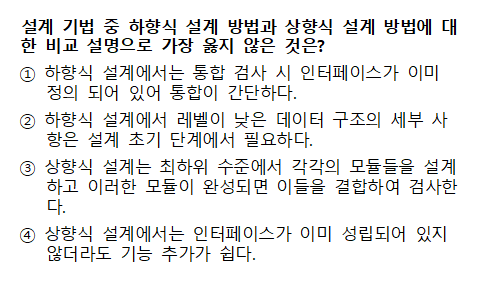 설계 기법 중 하향식 설계 방법과 상향식 설계 방법에 대
한 비교 설명으로 가장 옳지 않은 것은?
① 하향식 설계에서는 통합 검사 시 인터페이스가 이미
정의 되어 있어 통합이 간단하다.
② 하향식 설계에서 레벨이 낮은 데이터 구조의 세부 사
항은 설계 초기 단계에서 필요하다.
③ 상향식 설계는 최하위 수준에서 각각의 모듈들을 설계
하고 이러한 모듈이 완성되면 이들을 결합하여 검사한
다.
④ 상향식 설계에서는 인터페이스가 이미 성립되어 있지
않더라도 기능 추가가 쉽다.